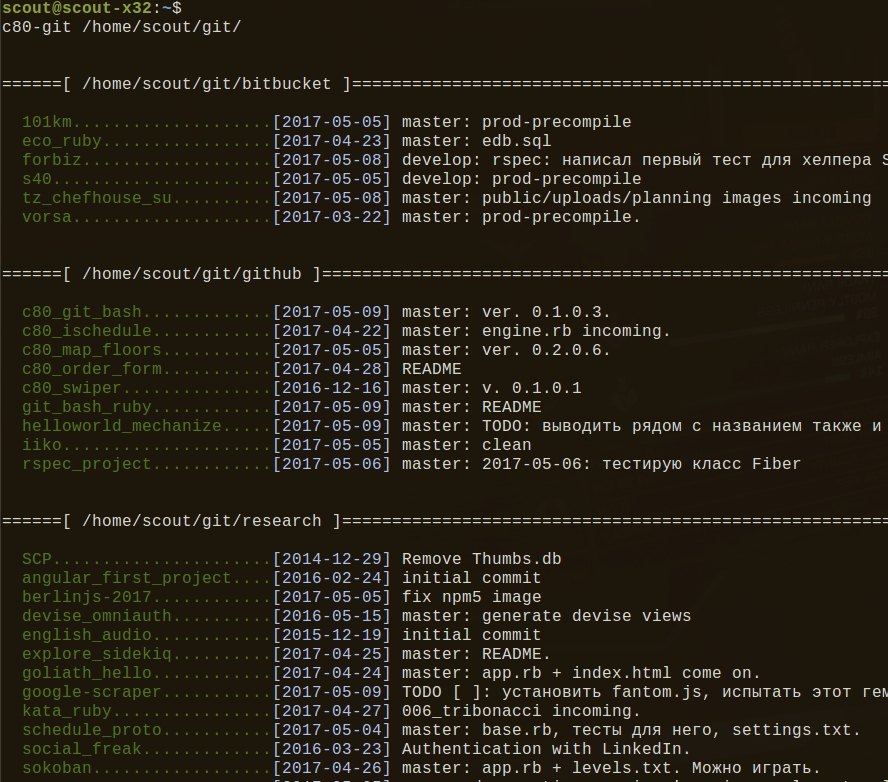 scout@scout-x32:~$
c80-git /home/scout/git/
======[ /home/scout/git/bitbucket ]======================================================
101km....................[2017-05-05] master: prod-precompile
eco_ruby.................[2017-04-23] master: edb.sql
forbiz...................[2017-05-08] develop: rspec: написал первый тест для хелпера S
s40......................[2017-05-05] develop: prod-precompile
tz_chefhouse_su..........[2017-05-08] master: public/uploads/planning images incoming
vorsa....................[2017-03-22] master: prod-precompile.
======[ /home/scout/git/github ]=========================================================
c80_git_bash.............[2017-05-09] master: ver. 0.1.0.3.
c80_ischedule............[2017-04-22] master: engine.rb incoming.
c80_map_floors...........[2017-05-05] master: ver. 0.2.0.6.
c80_order_form...........[2017-04-28] README
c80_swiper...............[2016-12-16] master: v. 0.1.0.1
git_bash_ruby............[2017-05-09] master: README
helloworld_mechanize.....[2017-05-09] master: TODO: выводить рядом с названием также и
iiko.....................[2017-05-05] master: clean
rspec_project............[2017-05-06] master: 2017-05-06: тестирую класс Fiber
======[ /home/scout/git/research ]=======================================================
SCP......................[2014-12-29] Remove Thumbs.db
angular_first_project....[2016-02-24] initial commit
berlinjs-2017............[2017-05-05] fix npm5 image
devise_omniauth..........[2016-05-15] master: generate devise views
english_audio............[2015-12-19] initial commit
explore_sidekiq..........[2017-04-25] master: README.
goliath_hello............[2017-04-24] master: app.rb + index.html come on.
google-scraper...........[2017-05-09] TODO [ ]: установить fantom.js, испытать этот гем
kata_ruby................[2017-04-27] 006_tribonacci incoming.
schedule_proto...........[2017-05-04] master: base.rb, тесты для него, settings.txt.
social_freak.............[2016-03-23] Authentication with LinkedIn.
sokoban..................[2017-04-26] master: app.rb + levels.txt. Можно играть.